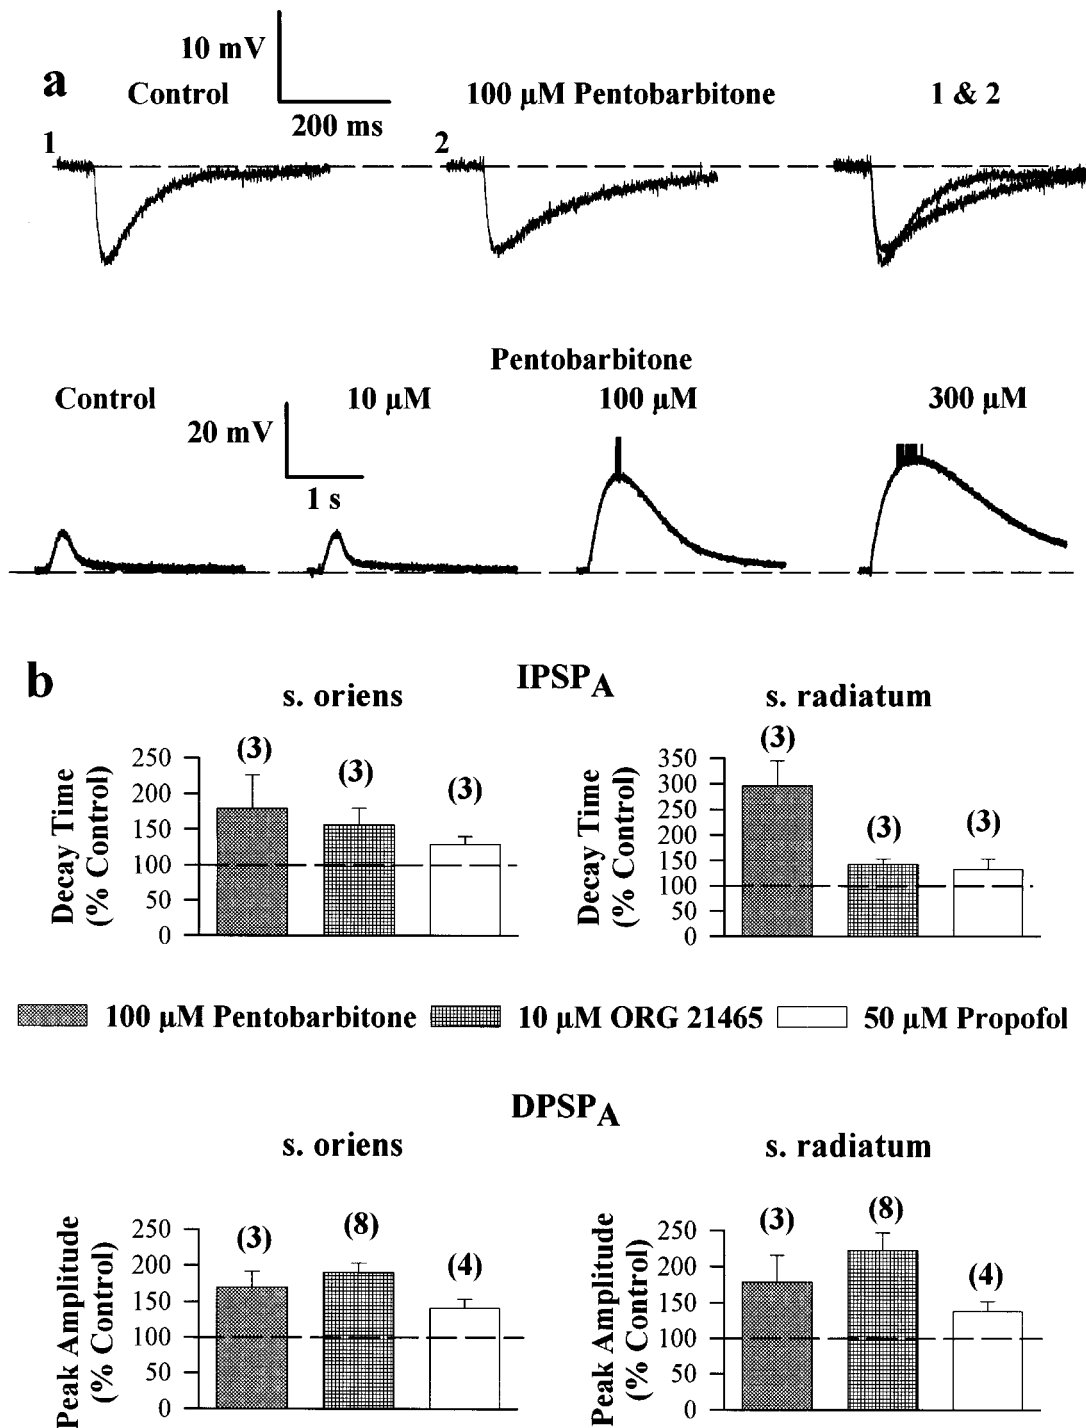 10 mV
a
Control
100 μM Pentobarbitone
1 & 2
200 ms
1
2
Pentobarbitone
Control
10 μM
100 μM
300 μM
20 mV
1 s
b
IPSPA
s. oriens
s. radiatum
Decay Time
(% Control)
250
200
150
100
50
0
(3)
(3)
(3)
Decay Time
(% Control)
350
300
250
200
150
100
50
0
(3)
(3)
(3)
100 μM Pentobarbitone
10 μM ORG 21465
50 μM Propofol
DPSPA
s. oriens
s. radiatum
Peak Amplitude
(% Control)
250
200
150
100
50
0
(3)
(8)
(4)
Peak Amplitude
(% Control)
250
200
150
100
50
0
(3)
(8)
(4)